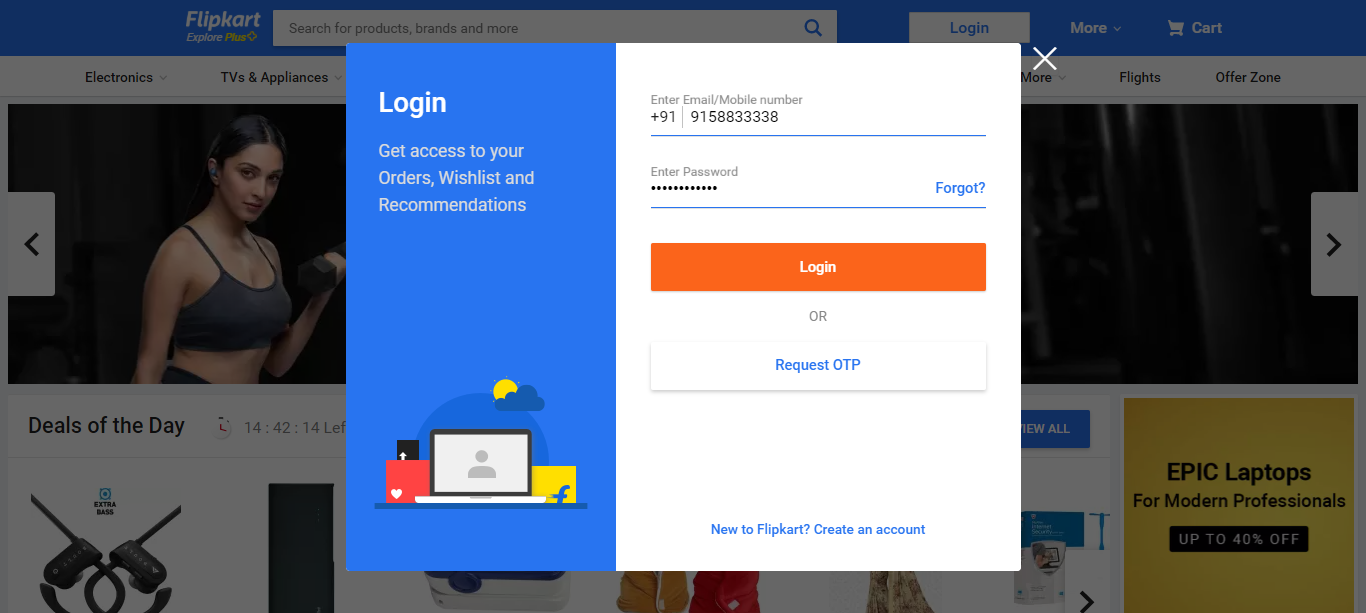 Flipkart
Explore Plus
Search for products, brands and more
Login
More
Cart
Electronics
TVs & Appliances
More
Flights
Offer Zone
Login
Get access to your
Orders, Wishlist and
Recommendations
Enter Email/Mobile number
+91 9158833338
Enter Password
••••••••••••
Forgot?
Login
OR
Request OTP
New to Flipkart? Create an account
Deals of the Day
14 : 42 : 14 Lef
VIEW ALL
EXTRA
BASS
Internet
Security
EPIC Laptops
For Modern Professionals
UP TO 40% OFF